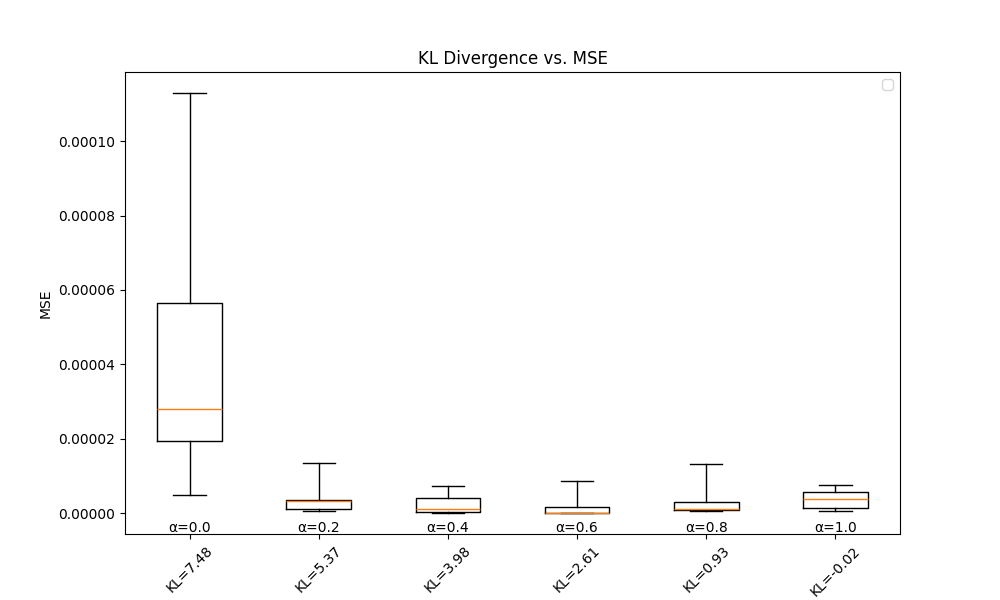 KL Divergence vs. MSE
MSE
0.00010
0.00008
0.00006
0.00004
0.00002
0.00000
α=0.0 α=0.2 α=0.4 α=0.6 α=0.8 α=1.0
KL=7.48 KL=5.37 KL=3.98 KL=2.61 KL=0.93 KL=-0.02